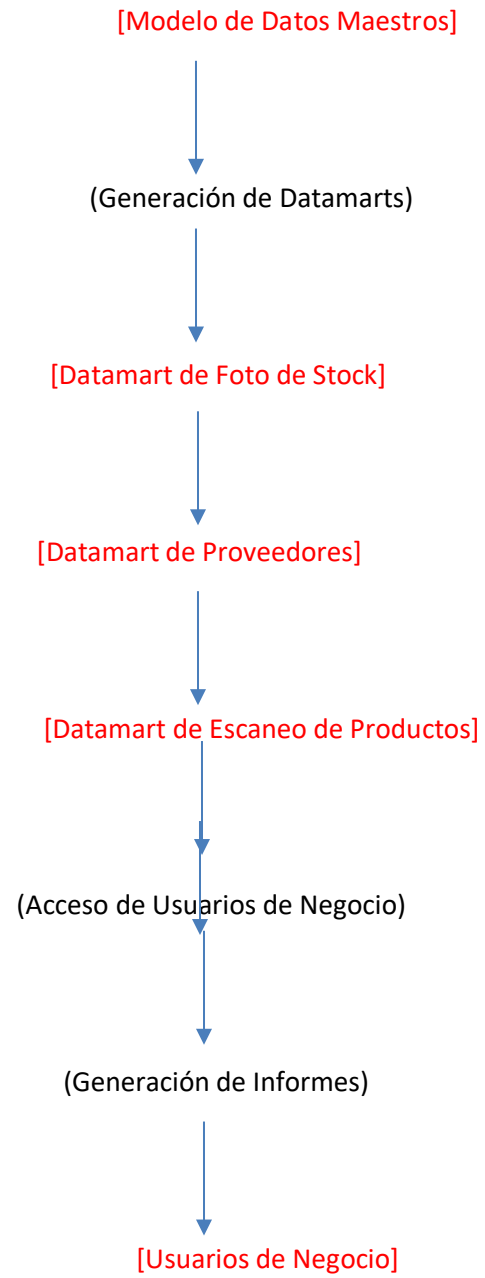 [Modelo de Datos Maestros]
(Generación de Datamarts)
[Datamart de Foto de Stock]
[Datamart de Proveedores]
[Datamart de Escaneo de Productos]
(Acceso de Usuarios de Negocio)
(Generación de Informes)
[Usuarios de Negocio]